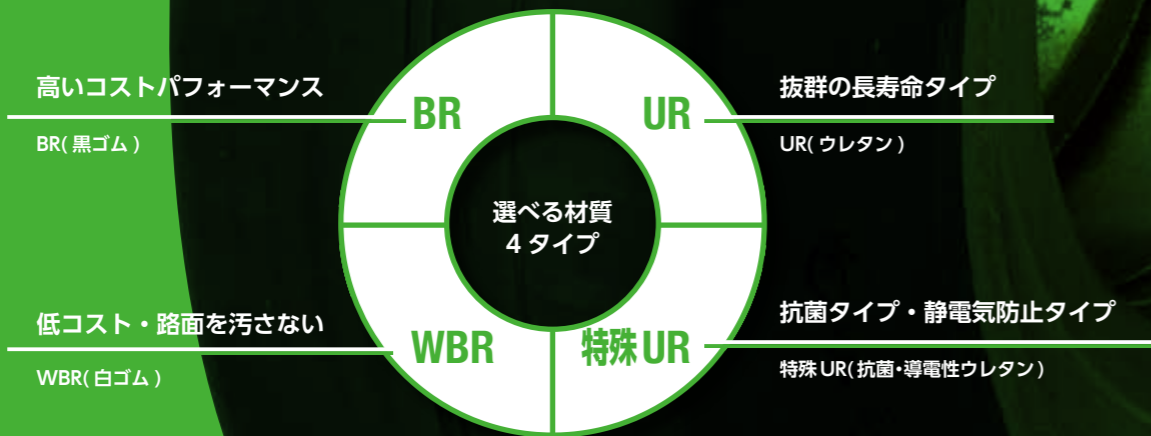 高いコストパフォーマンス
BR(黒ゴム)
BR
UR
抜群の長寿命タイプ
UR(ウレタン)
選べる材質
4タイプ
低コスト・路面を汚さない
WBR(白ゴム)
WBR
特殊UR
抗菌タイプ・静電気防止タイプ
特殊UR(抗菌・導電性ウレタン)